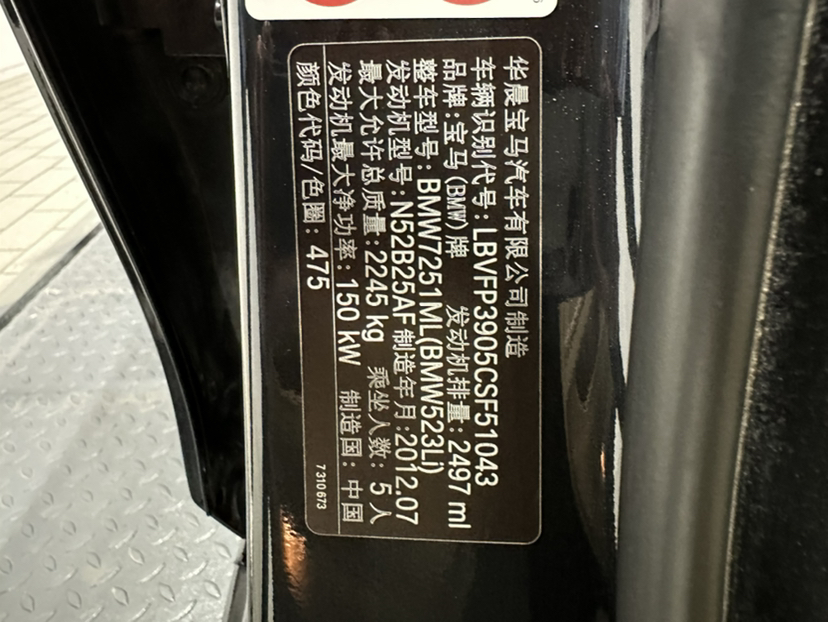 华晨宝马汽车有限公司制造
车辆识别代号:LBVFP3905CSF51043
品牌:宝马(BMW)牌 发动机排量:2497 ml
整车型号:BMW7251ML(BMW523Li)
发动机型号:N52B25AF 制造年月:2012.07
最大允许总质量:2245 kg 乘坐人数: 5 人
发动机最大净功率:150 kW 制造国: 中国
颜色代码/色圈: 475
7 310 673